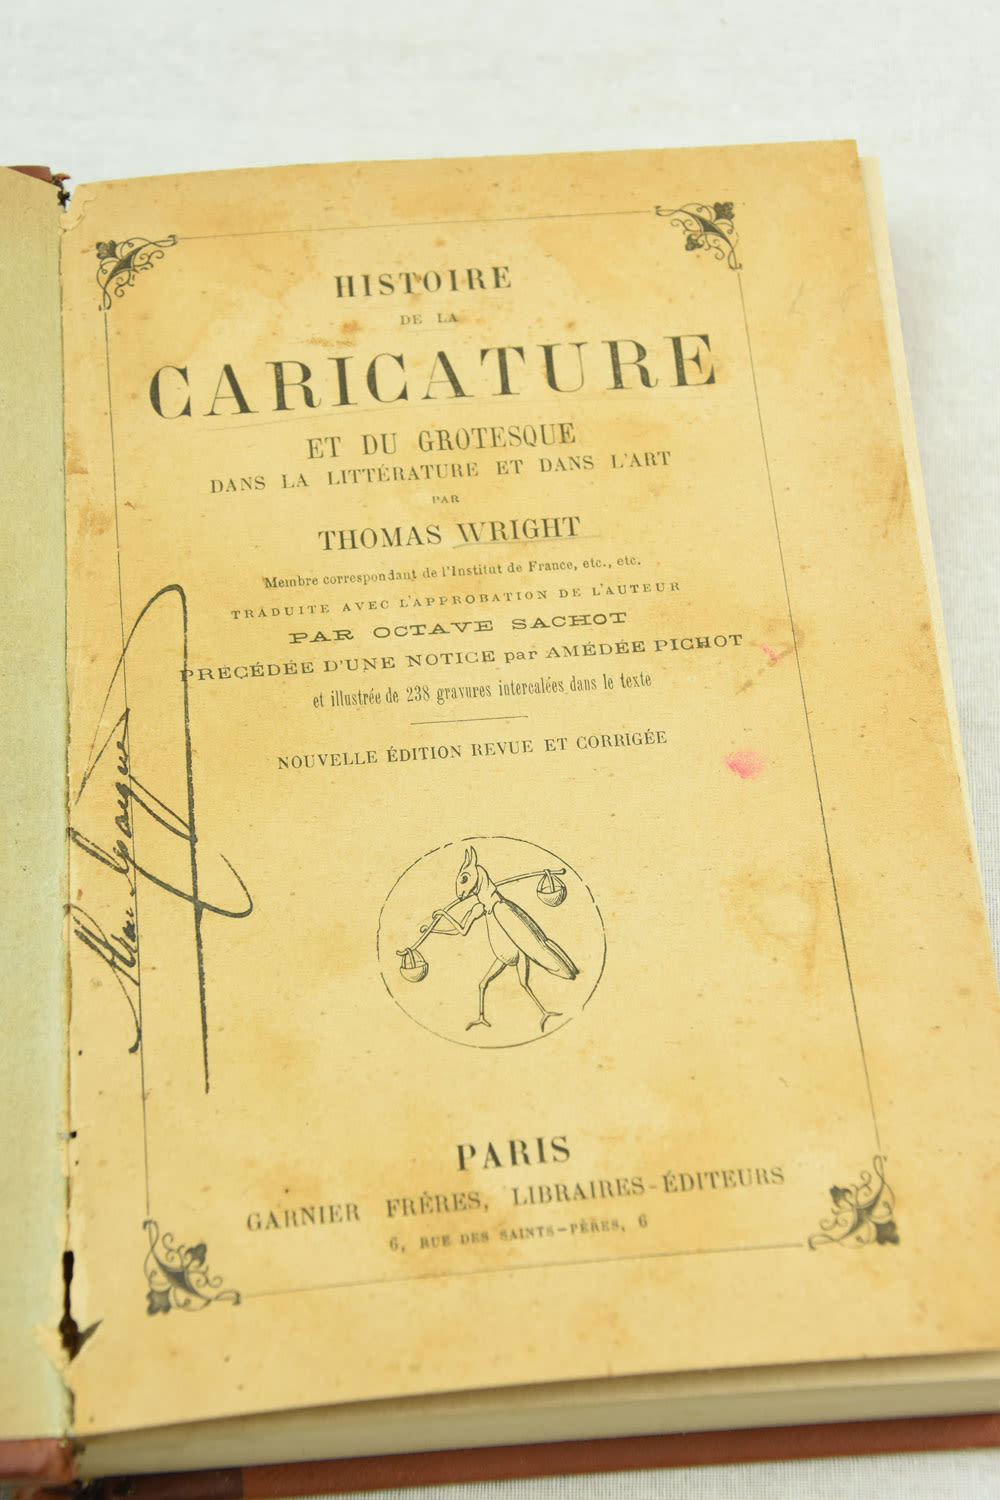 HISTOIRE
DE LA
CARICATURE
ET DU GROTESQUE
DANS LA LITTÉRATURE ET DANS L'ART
PAR
THOMAS WRIGHT
Membre correspondant de l'Institut de France, etc., etc.
TRADUITE AVEC L'APPROBATION DE L'AUTEUR
PAR OCTAVE SACHOT
PRÉCÉDÉE D'UNE NOTICE par AMÉDÉE PICHOT
et illustrée de 238 gravures intercalées dans le texte
NOUVELLE ÉDITION REVUE ET CORRIGÉE
PARIS
GARNIER FRÈRES, LIBRAIRES-ÉDITEURS
6, RUE DES SAINTS-PÈRES, 6